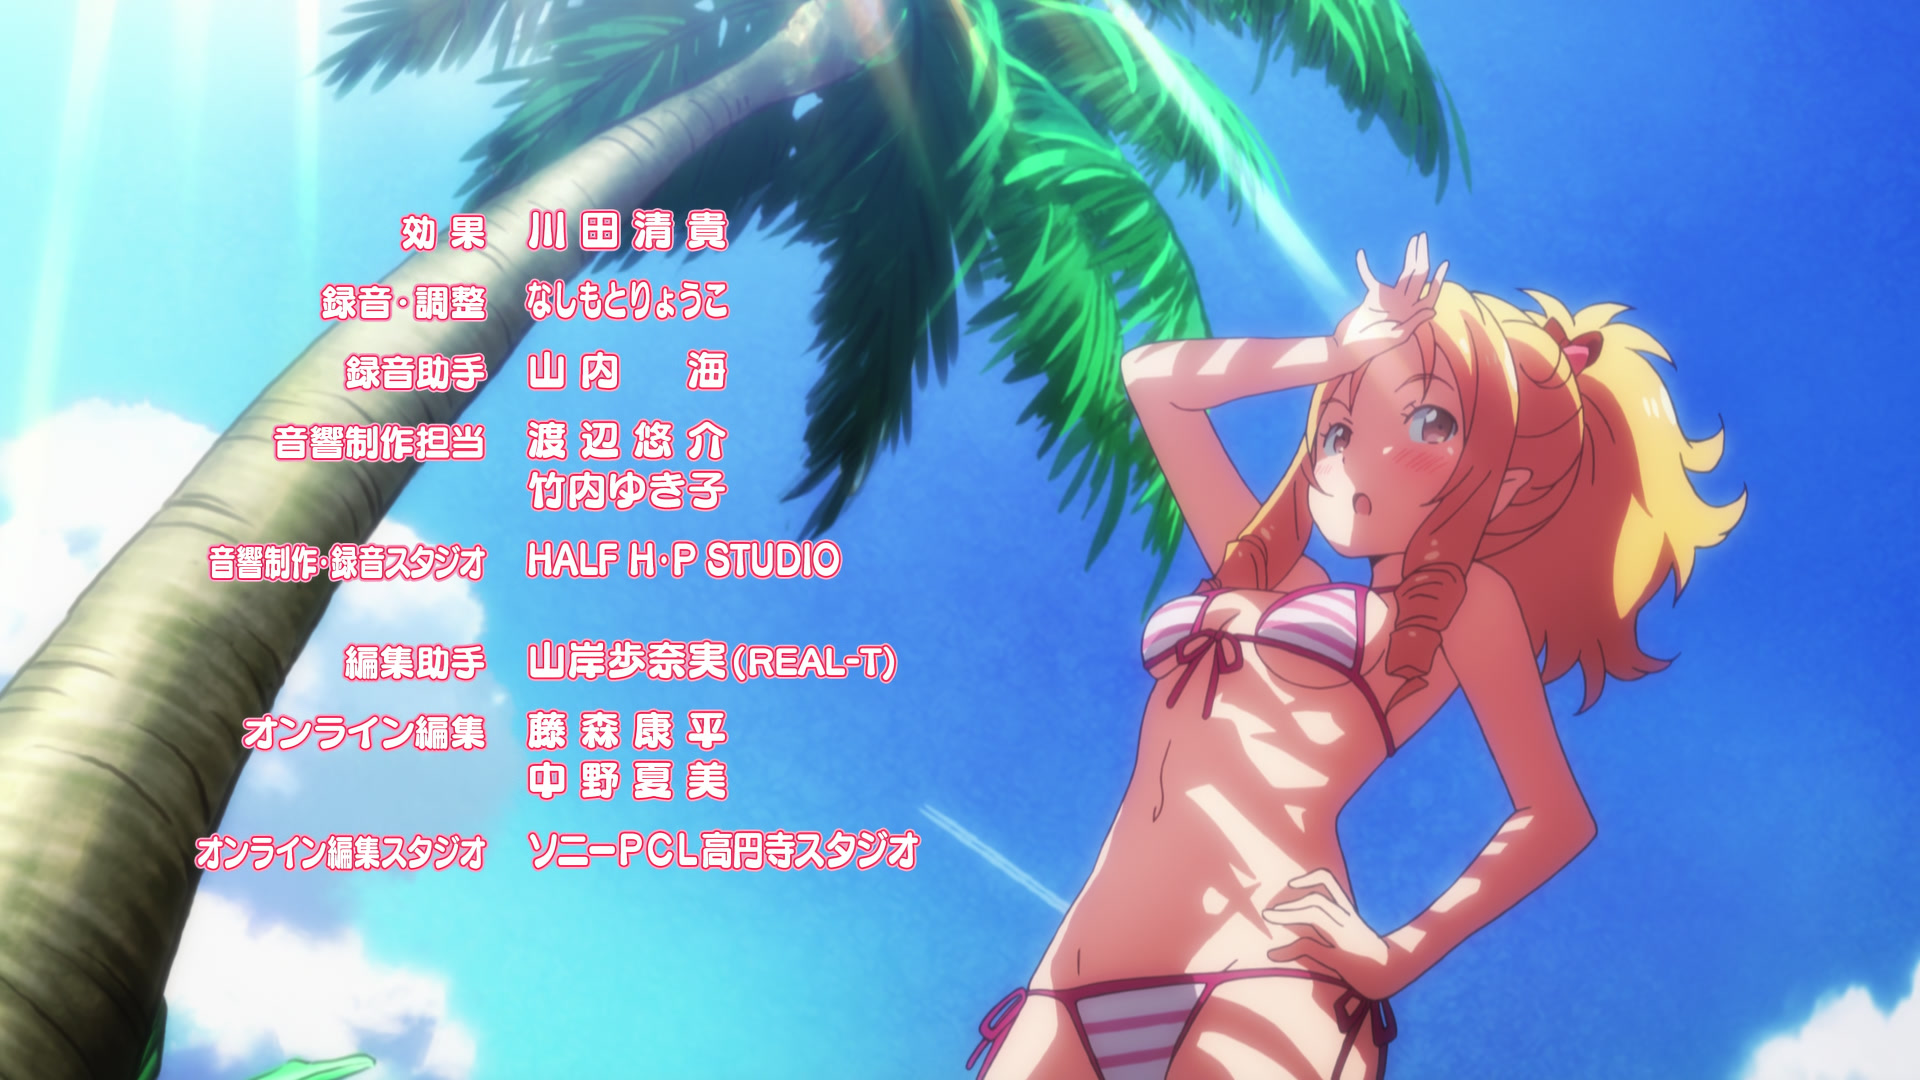 効果 川田清貴
録音・調整 なしもとりょうこ
録音助手 山内 海
音響制作担当 渡辺悠介
竹内ゆき子
音響制作・録音スタジオ HALF H・P STUDIO
編集助手 山岸歩奈実(REAL-T)
オンライン編集 藤森康平
中野夏美
オンライン編集スタジオ ソニーPCL高円寺スタジオ